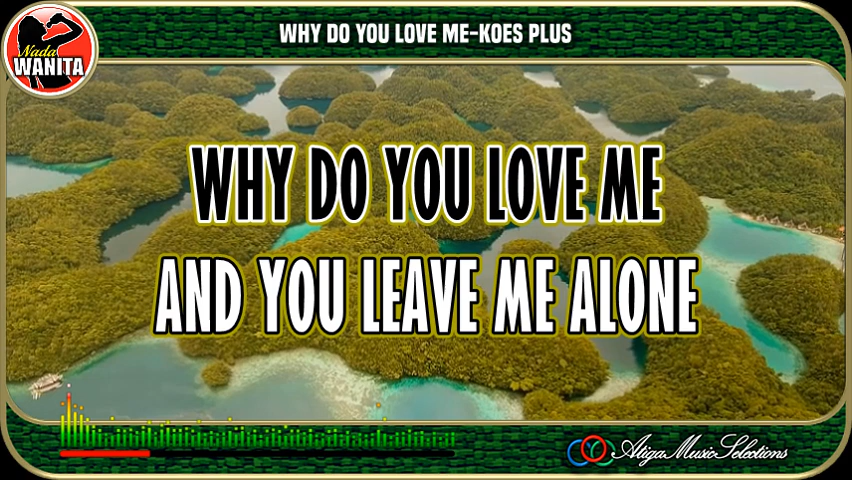 WHY DO YOU LOVE ME-KOES PLUS
Nada
WANITA
WHY DO YOU LOVE ME
AND YOU LEAVE ME ALONE
AtigaMusicSelections